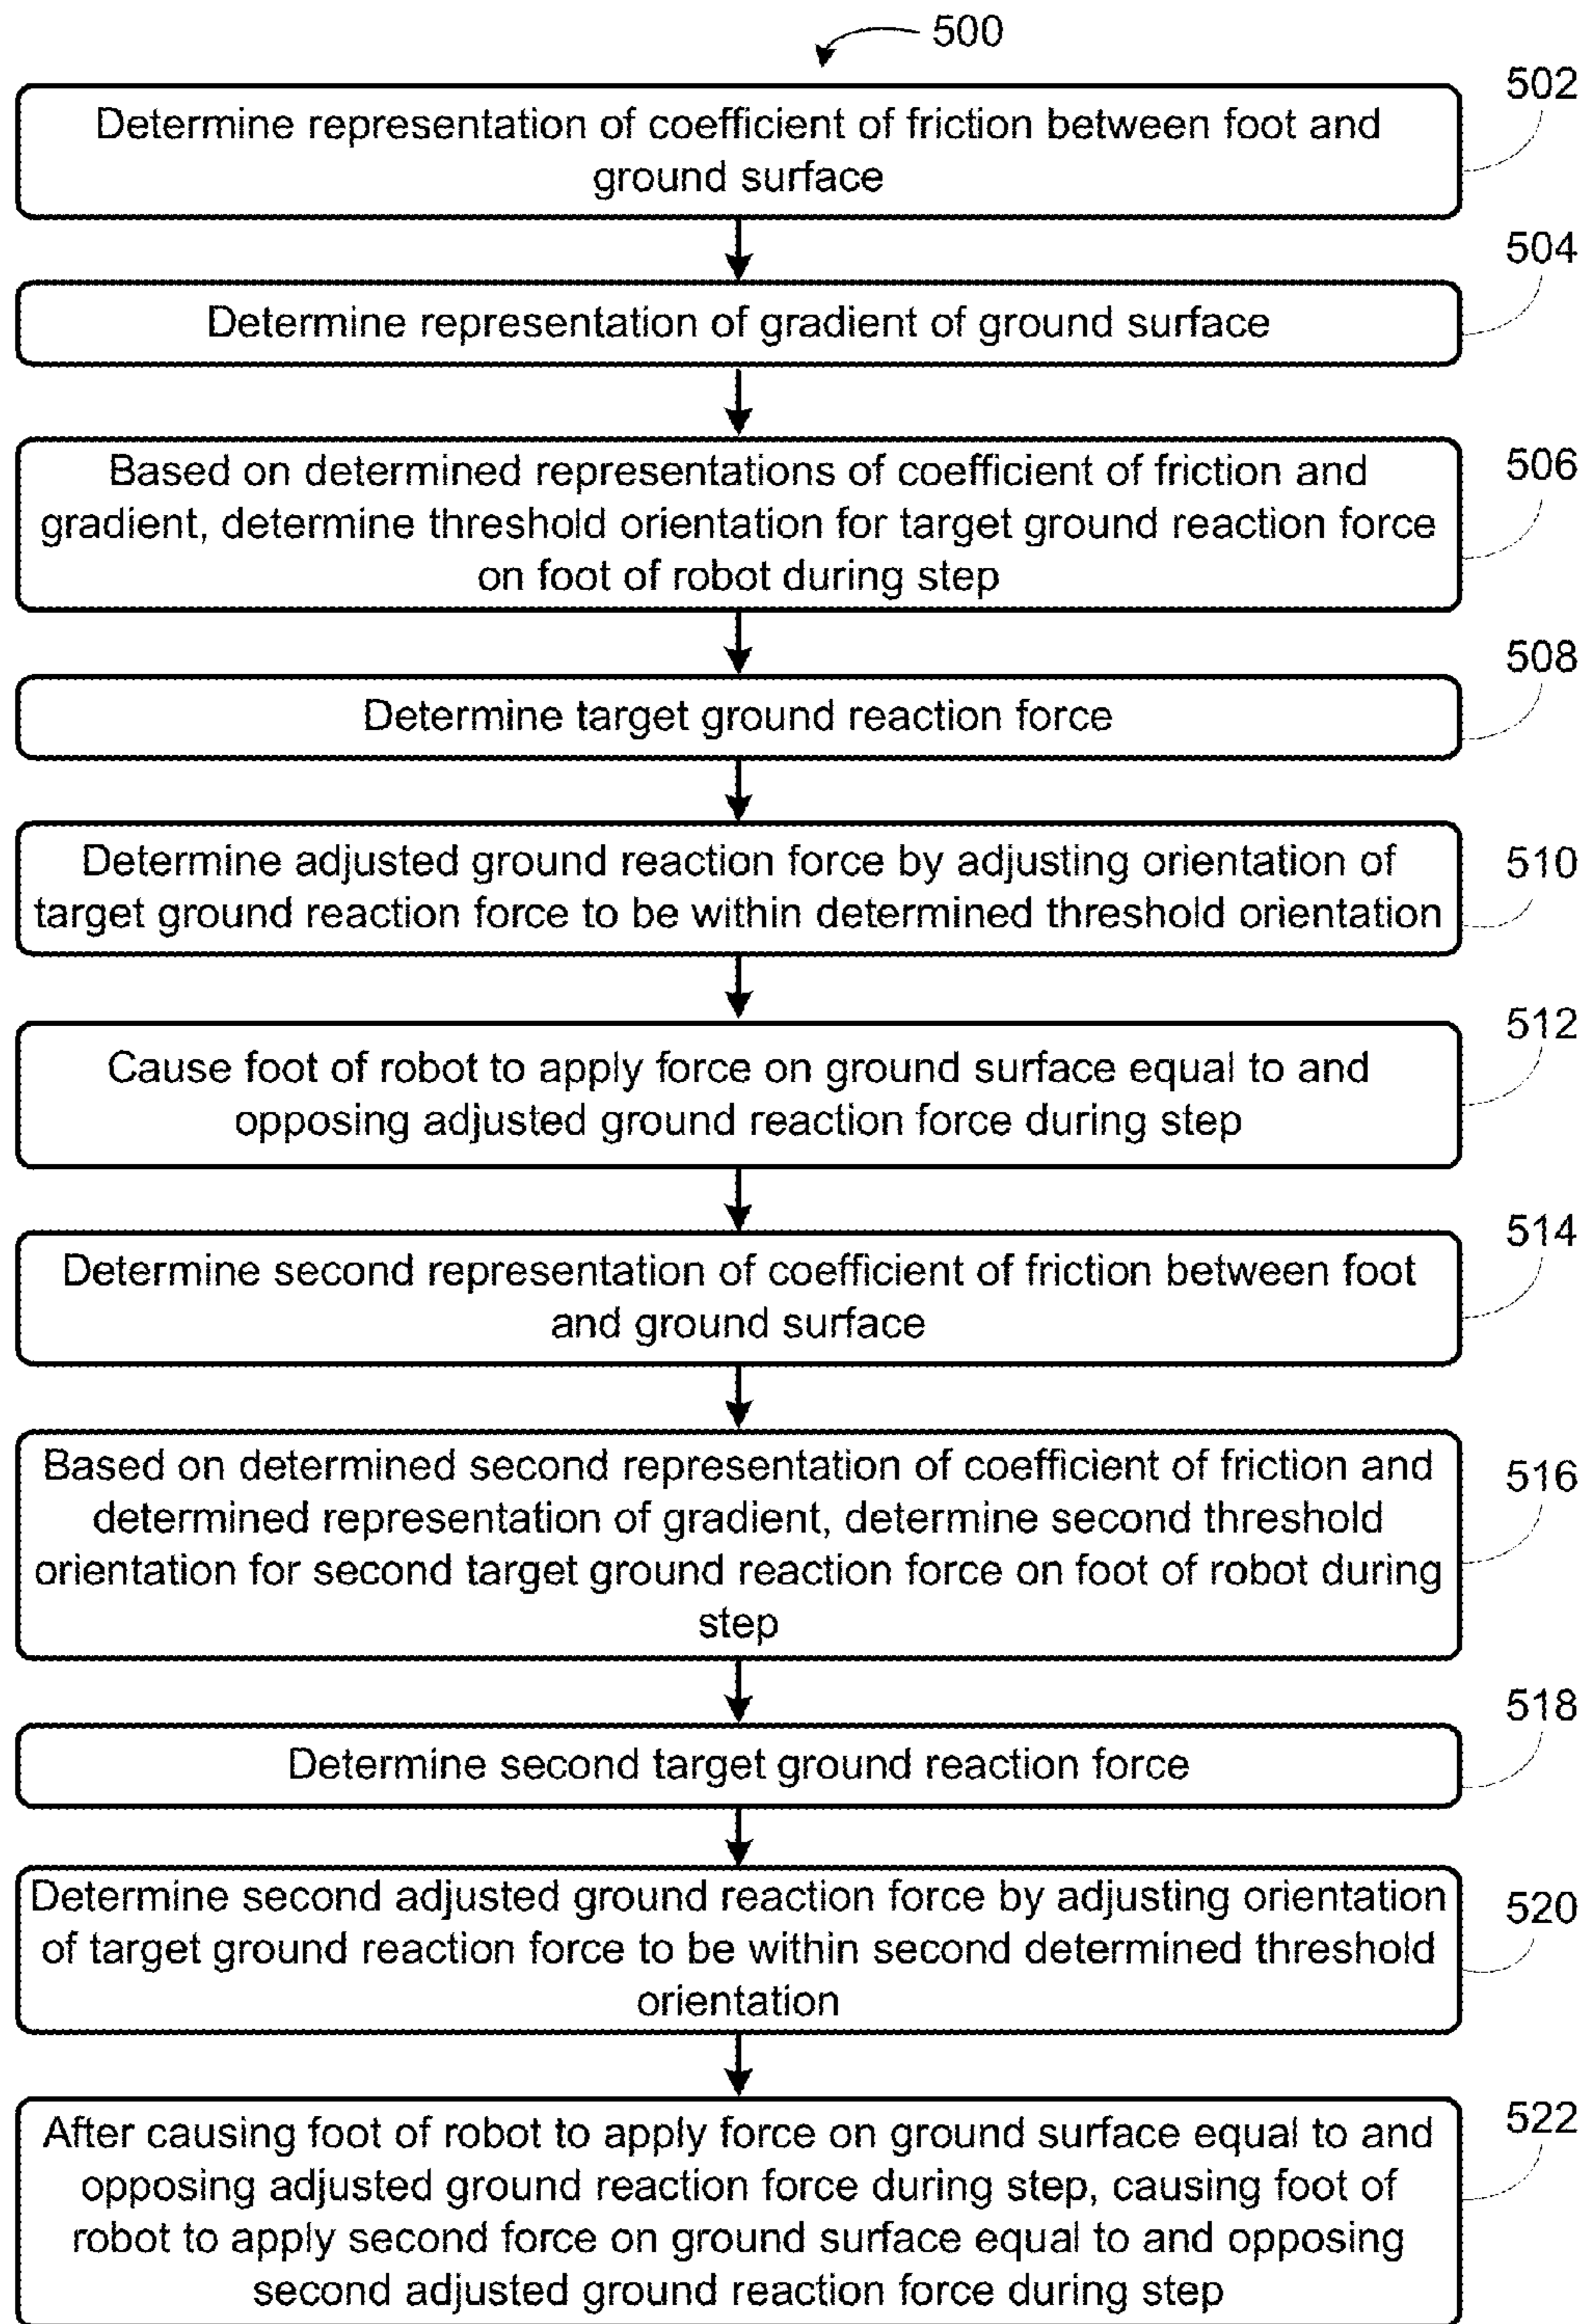 500
502
Determine representation of coefficient of friction between foot and
ground surface
504
Determine representation of gradient of ground surface
506
Based on determined representations of coefficient of friction and
gradient, determine threshold orientation for target ground reaction force
on foot of robot during step
508
Determine target ground reaction force
510
Determine adjusted ground reaction force by adjusting orientation of
target ground reaction force to be within determined threshold orientation
512
Cause foot of robot to apply force on ground surface equal to and
opposing adjusted ground reaction force during step
514
Determine second representation of coefficient of friction between foot
and ground surface
516
Based on determined second representation of coefficient of friction and
determined representation of gradient, determine second threshold
orientation for second target ground reaction force on foot of robot during
step
518
Determine second target ground reaction force
520
Determine second adjusted ground reaction force by adjusting orientation
of target ground reaction force to be within second determined threshold
orientation
522
After causing foot of robot to apply force on ground surface equal to and
opposing adjusted ground reaction force during step, causing foot of
robot to apply second force on ground surface equal to and opposing
second adjusted ground reaction force during step